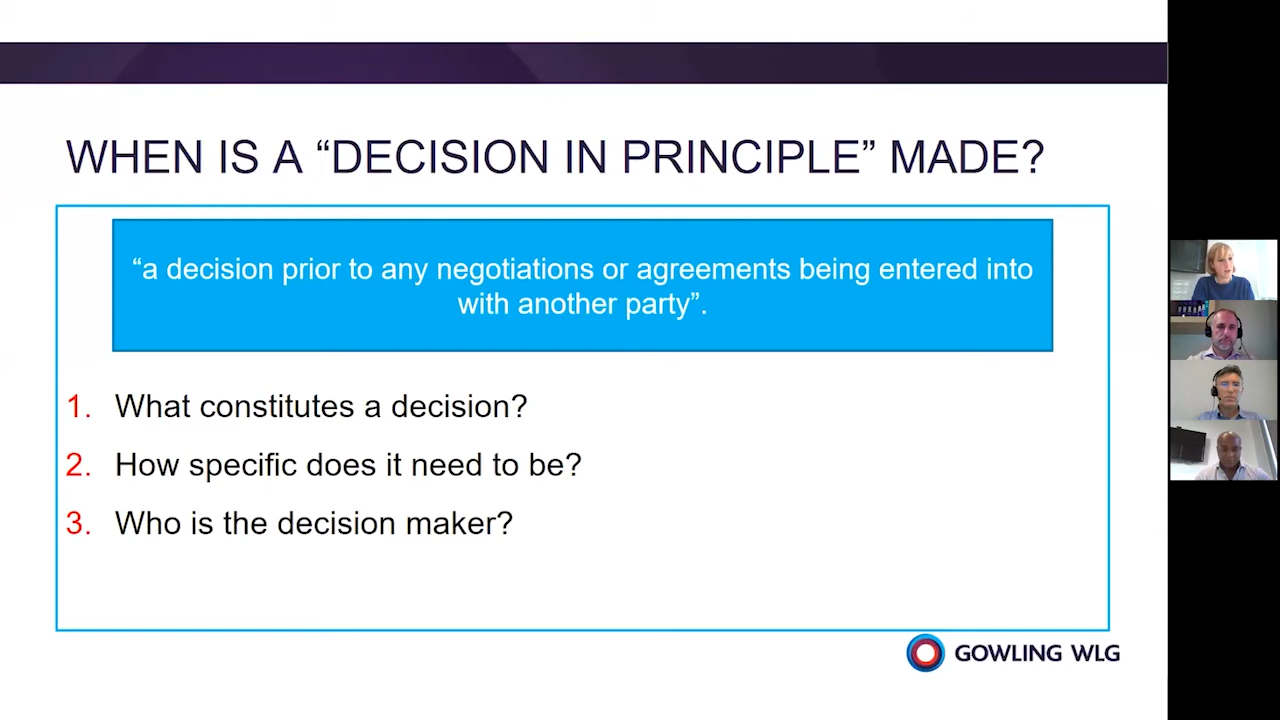 WHEN IS A “DECISION IN PRINCIPLE” MADE?
“a decision prior to any negotiations or agreements being entered into
with another party”.
1. What constitutes a decision?
2. How specific does it need to be?
3. Who is the decision maker?
GOWLING WLG